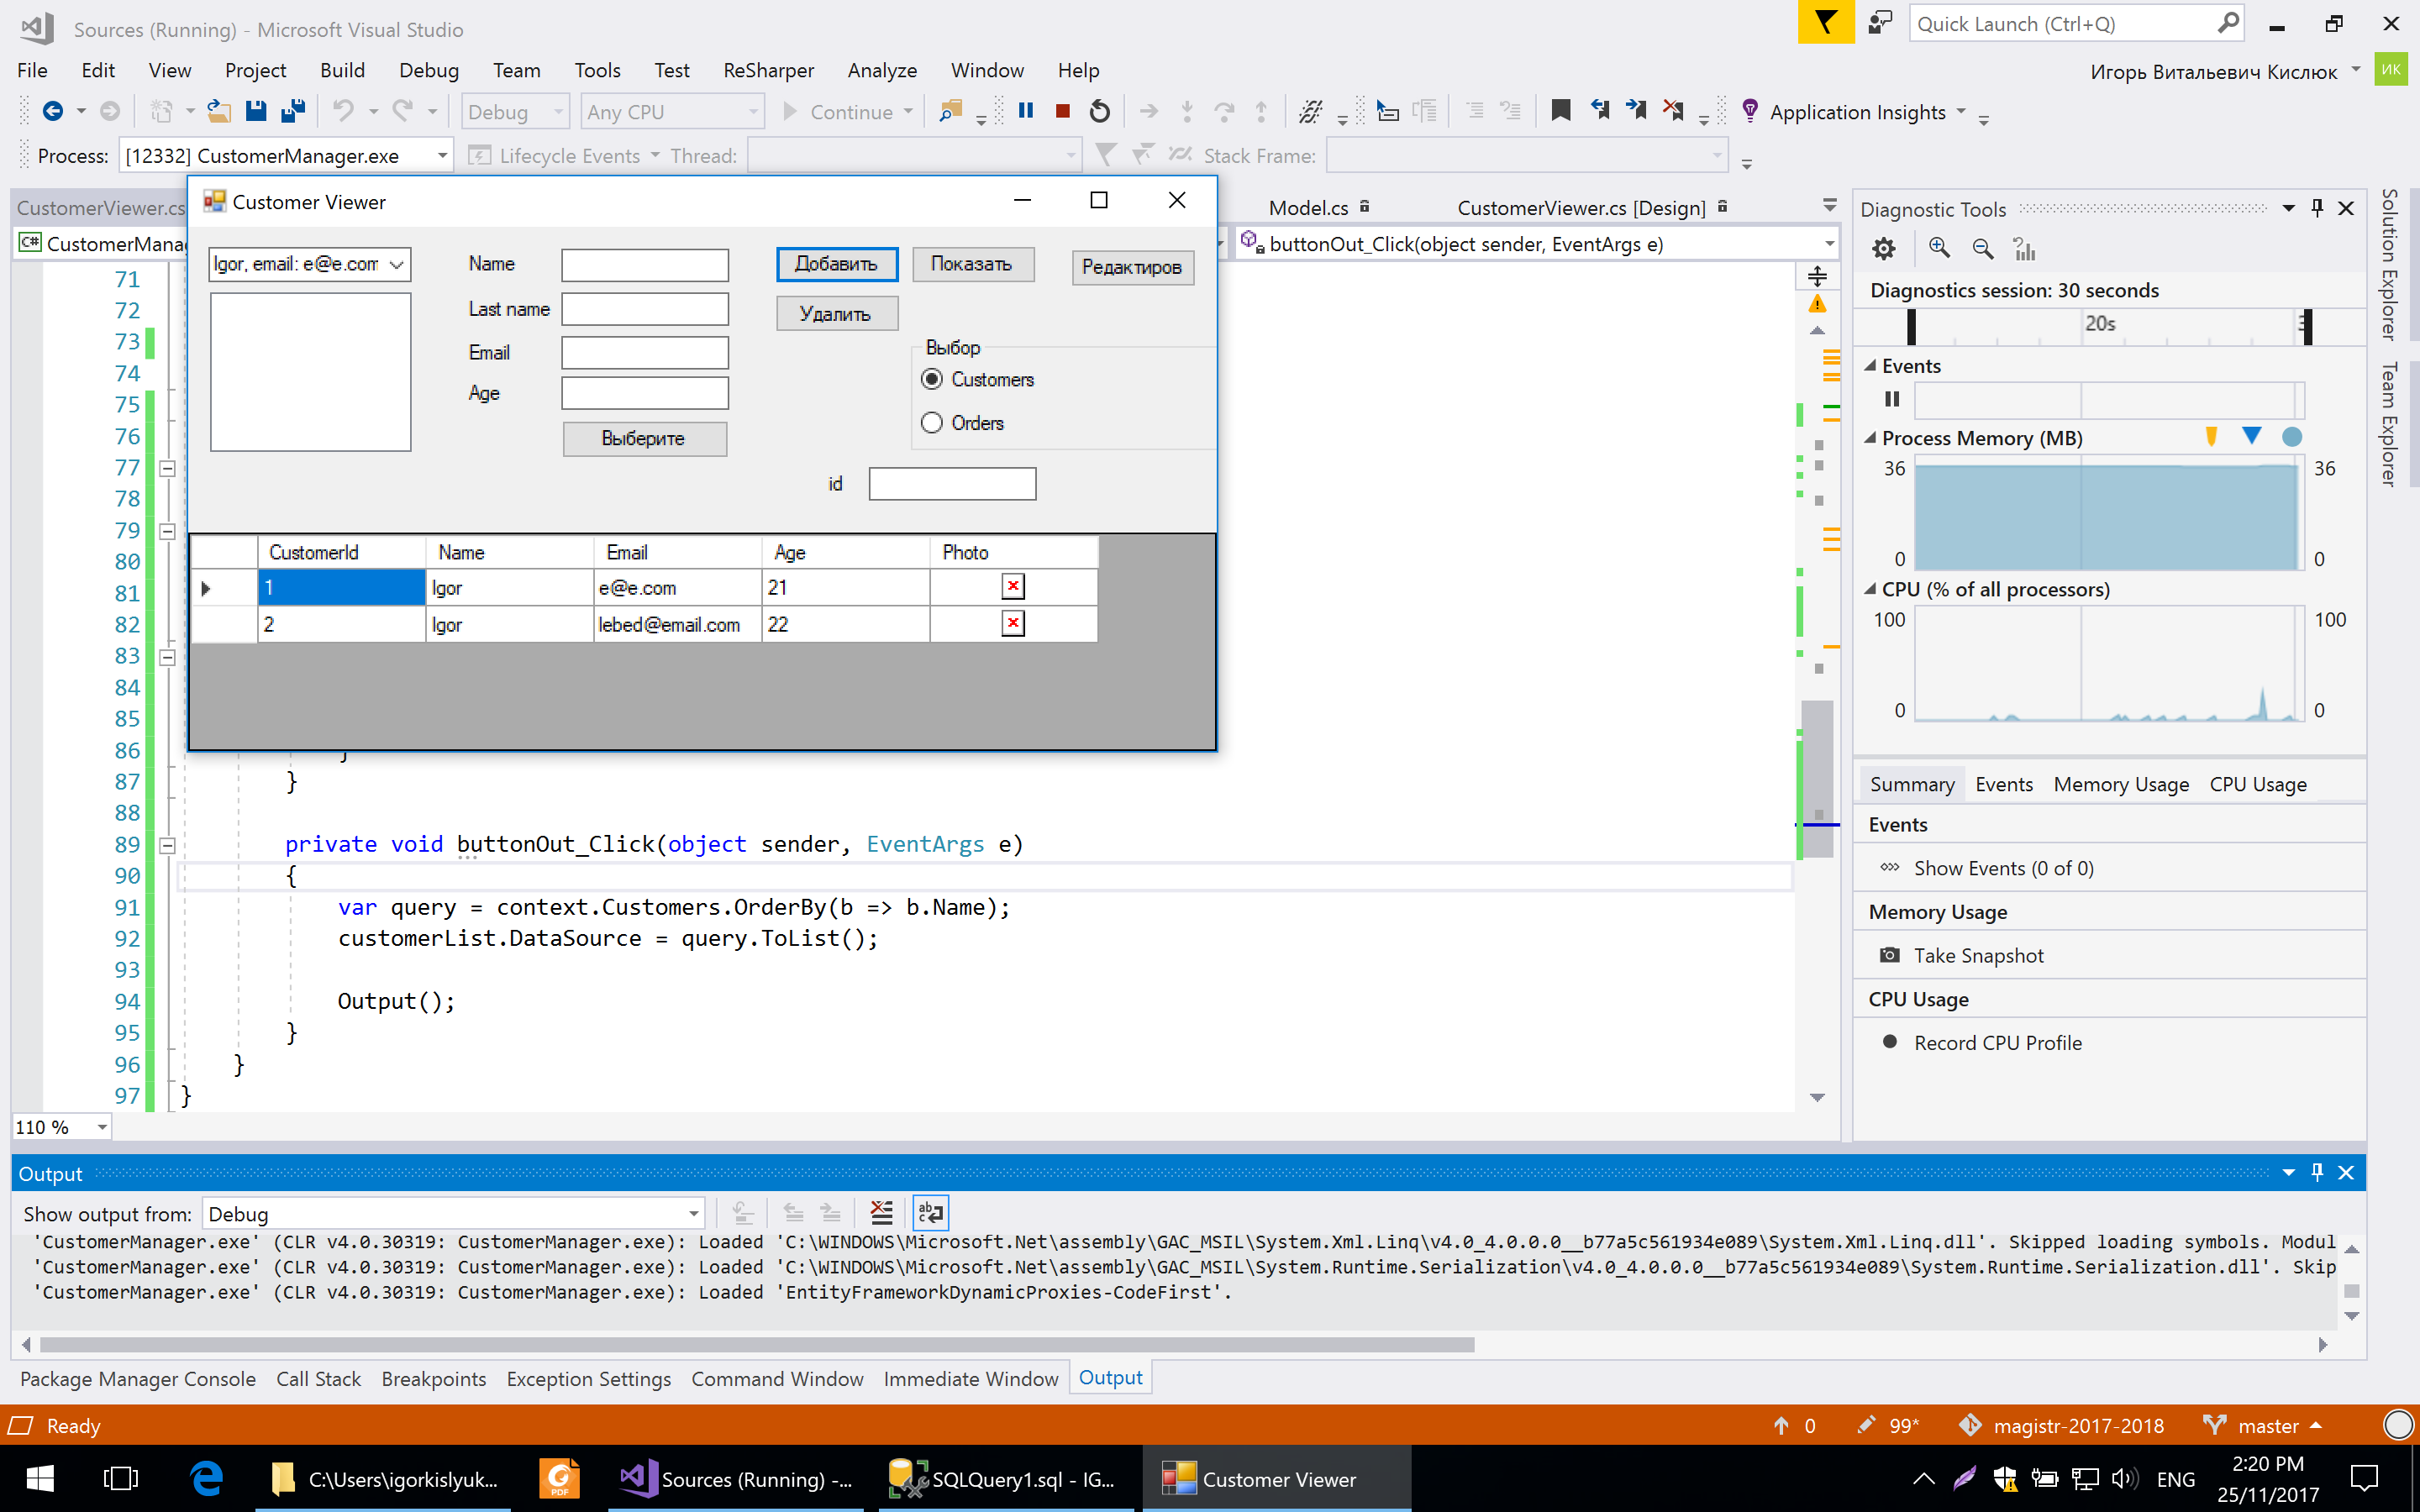 Sources (Running) - Microsoft Visual Studio
Quick Launch (Ctrl+Q)
File Edit View Project Build Debug Team Tools Test ReSharper Analyze Window Help
Игорь Витальевич Кислюк
ИК
Debug Any CPU Continue Application Insights
Process: [12332] CustomerManager.exe Lifecycle Events Thread: Stack Frame:
CustomerViewer.cs Model.cs CustomerViewer.cs [Design]
CustomerMana buttonOut_Click(object sender, EventArgs e)
Customer Viewer
Igor, email: e@e.com
Name
Last name
Email
Age
Выберите
Добавить
Показать
Редактиров
Удалить
Выбор
Customers
Orders
id
CustomerId Name Email Age Photo
1 Igor e@e.com 21
2 Igor lebed@email.com 22
71
72
73
74
75
76
77
78
79
80
81
82
83
84
85
86 }
87 }
88
89 private void buttonOut_Click(object sender, EventArgs e)
90 {
91 var query = context.Customers.OrderBy(b => b.Name);
92 customerList.DataSource = query.ToList();
93
94 Output();
95 }
96 }
97 }
110 %
Diagnostic Tools
Diagnostics session: 30 seconds
20s
Events
Process Memory (MB)
36 36
0 0
CPU (% of all processors)
100 100
0 0
Summary Events Memory Usage CPU Usage
Events
Show Events (0 of 0)
Memory Usage
Take Snapshot
CPU Usage
Record CPU Profile
Solution Explorer
Team Explorer
Output
Show output from: Debug
'CustomerManager.exe' (CLR v4.0.30319: CustomerManager.exe): Loaded 'C:\WINDOWS\Microsoft.Net\assembly\GAC_MSIL\System.Xml.Linq\v4.0_4.0.0.0__b77a5c561934e089\System.Xml.Linq.dll'. Skipped loading symbols. Modul
'CustomerManager.exe' (CLR v4.0.30319: CustomerManager.exe): Loaded 'C:\WINDOWS\Microsoft.Net\assembly\GAC_MSIL\System.Runtime.Serialization\v4.0_4.0.0.0__b77a5c561934e089\System.Runtime.Serialization.dll'. Skip
'CustomerManager.exe' (CLR v4.0.30319: CustomerManager.exe): Loaded 'EntityFrameworkDynamicProxies-CodeFirst'.
Package Manager Console Call Stack Breakpoints Exception Settings Command Window Immediate Window Output
Ready 0 99* magistr-2017-2018 master
C:\Users\igorkislyuk... PDF Sources (Running) -... SQLQuery1.sql - IG... Customer Viewer ENG
2:20 PM
25/11/2017